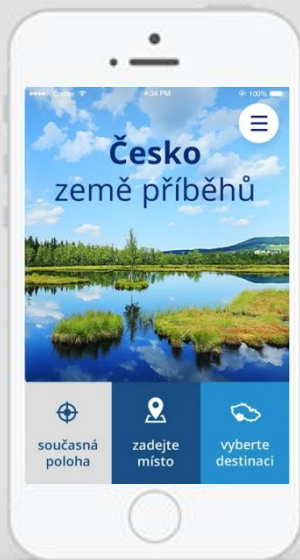 4:34 PM
100%
Česko
země příběhů
současná
poloha
zadejte
místo
vyberte
destinaci